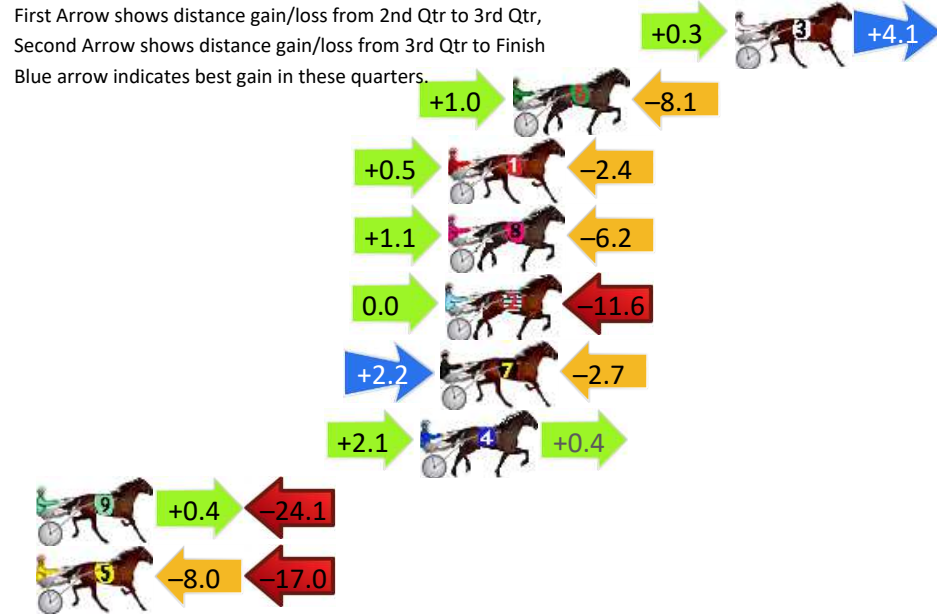 First Arrow shows distance gain/loss from 2nd Qtr to 3rd Qtr,
Second Arrow shows distance gain/loss from 3rd Qtr to Finish
Blue arrow indicates best gain in these quarters.
+0.3 3 +4.1
+1.0 6 –8.1
+0.5 1 –2.4
+1.1 8 –6.2
0.0 2 –11.6
+2.2 7 –2.7
+2.1 4 +0.4
9 +0.4 –24.1
5 –8.0 –17.0